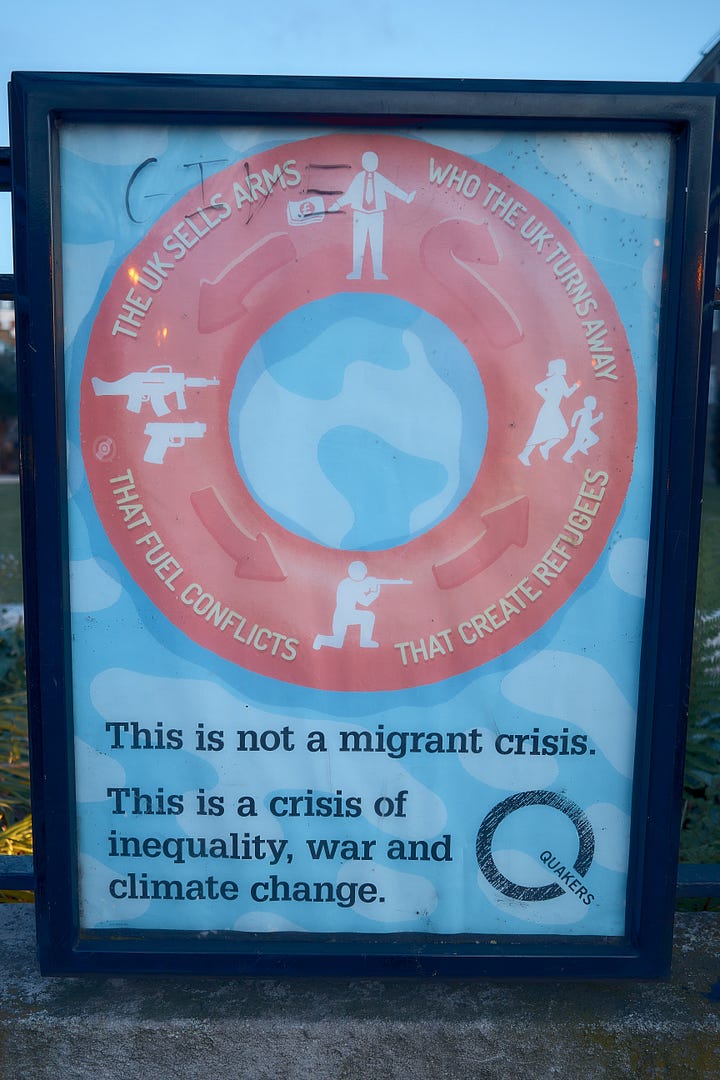 THE UK SELLS ARMS
THAT FUEL CONFLICTS
THAT CREATE REFUGEES
WHO THE UK TURNS AWAY
£
This is not a migrant crisis.
This is a crisis of
inequality, war and
climate change.
QUAKERS